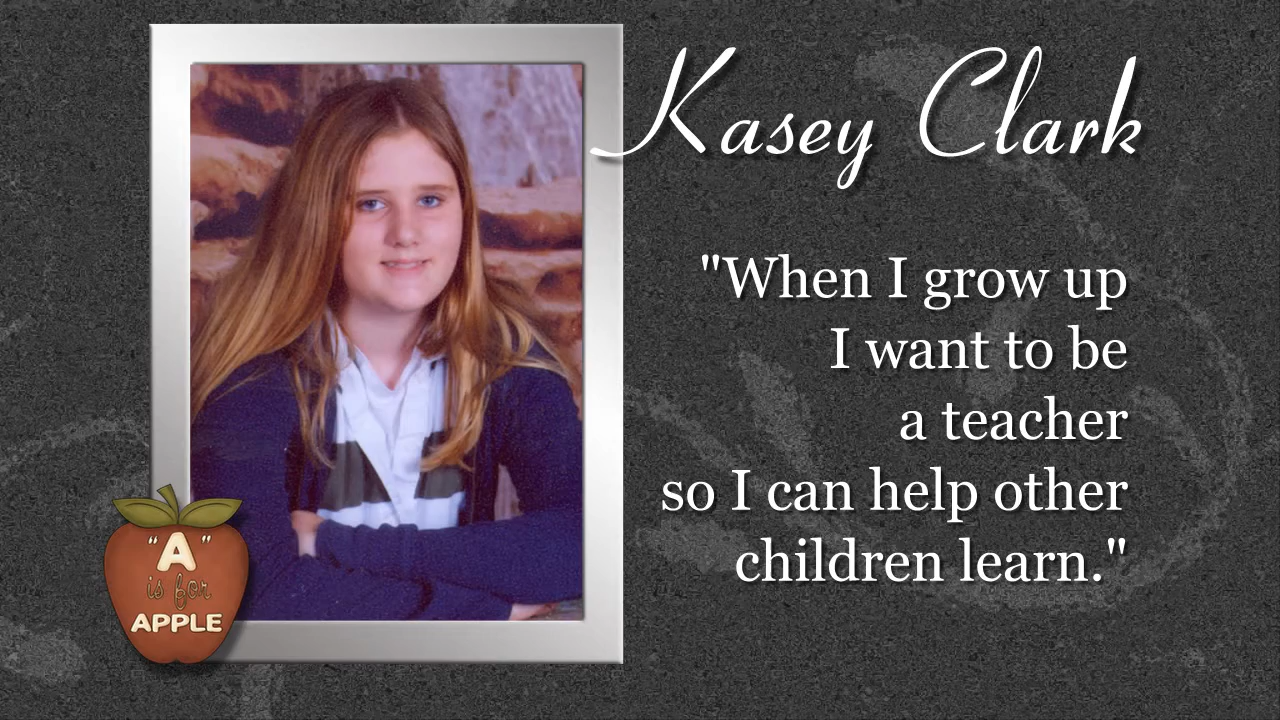 Kasey Clark
"When I grow up
I want to be
a teacher
so I can help other
children learn."
"A"
is for
APPLE